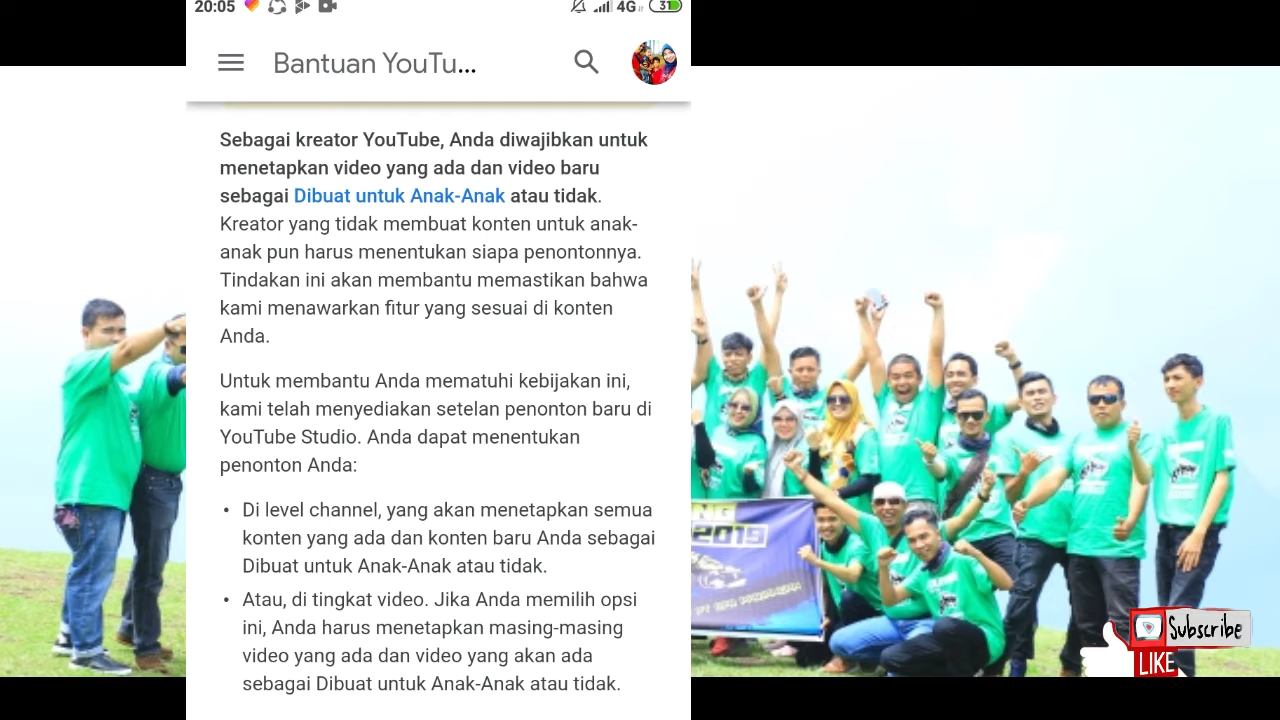 20:05
4G
31
Bantuan YouTu...
Sebagai kreator YouTube, Anda diwajibkan untuk
menetapkan video yang ada dan video baru
sebagai Dibuat untuk Anak-Anak atau tidak.
Kreator yang tidak membuat konten untuk anak-
anak pun harus menentukan siapa penontonnya.
Tindakan ini akan membantu memastikan bahwa
kami menawarkan fitur yang sesuai di konten
Anda.
Untuk membantu Anda mematuhi kebijakan ini,
kami telah menyediakan setelan penonton baru di
YouTube Studio. Anda dapat menentukan
penonton Anda:
• Di level channel, yang akan menetapkan semua
konten yang ada dan konten baru Anda sebagai
Dibuat untuk Anak-Anak atau tidak.
• Atau, di tingkat video. Jika Anda memilih opsi
ini, Anda harus menetapkan masing-masing
video yang ada dan video yang akan ada
sebagai Dibuat untuk Anak-Anak atau tidak.
2019
Subscribe
LIKE